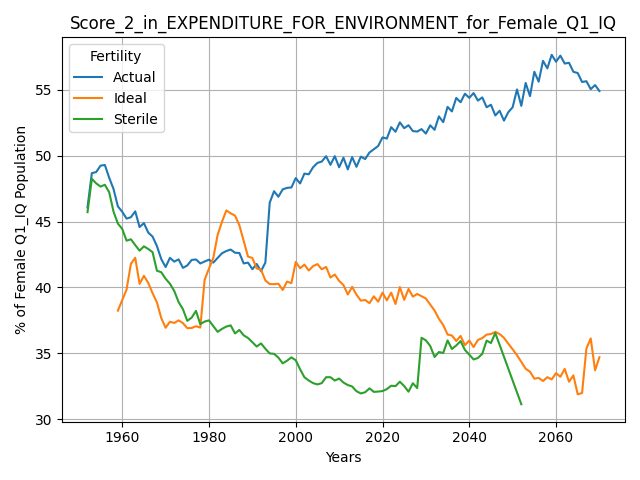 Score_2_in_EXPENDITURE_FOR_ENVIRONMENT_for_Female_Q1_IQ
Fertility
Actual
Ideal
Sterile
% of Female Q1_IQ Population
55
50
45
40
35
30
1960
1980
2000
2020
2040
2060
Years